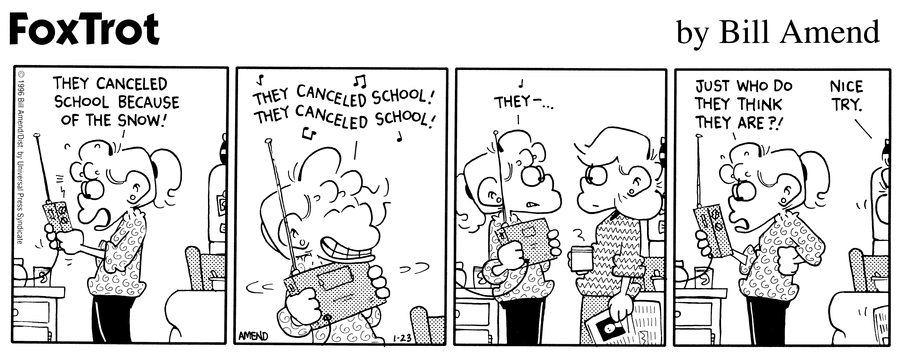 FoxTrot
by Bill Amend
© 1996 Bill Amend/Dist. by Universal Press Syndicate
THEY CANCELED
SCHOOL BECAUSE
OF THE SNOW!
THEY CANCELED SCHOOL!
THEY CANCELED SCHOOL!
AMEND
1-23
THEY-...
?
JUST WHO DO
THEY THINK
THEY ARE?!
NICE
TRY.